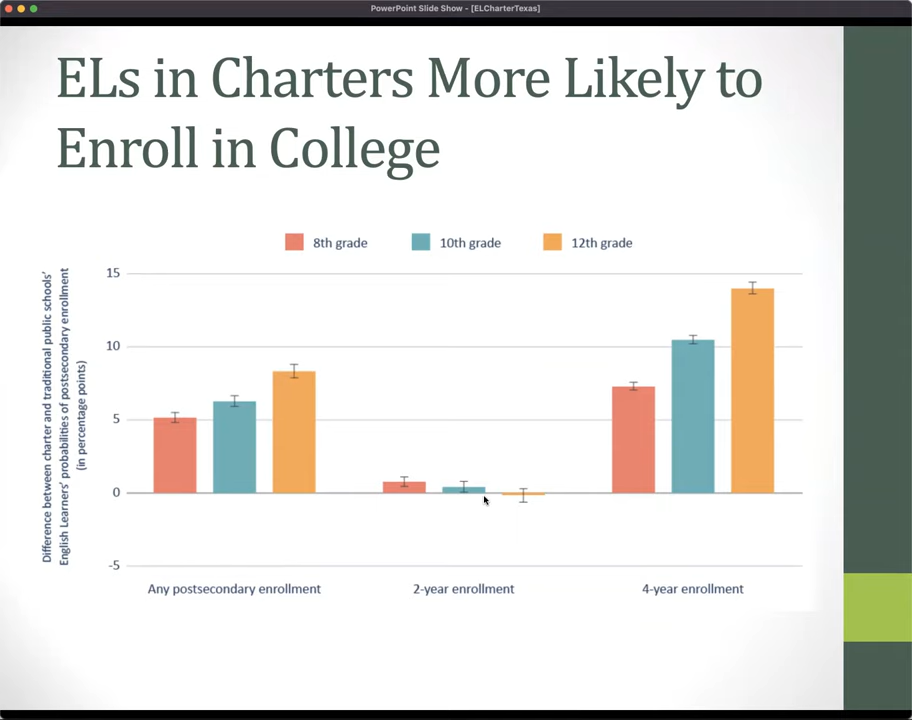 PowerPoint Slide Show - [ELCharterTexas]
ELs in Charters More Likely to
Enroll in College
8th grade
10th grade
12th grade
Difference between charter and traditional public schools’
English Learners’ probabilities of postsecondary enrollment
(in percentage points)
15
10
5
0
-5
Any postsecondary enrollment
2-year enrollment
4-year enrollment